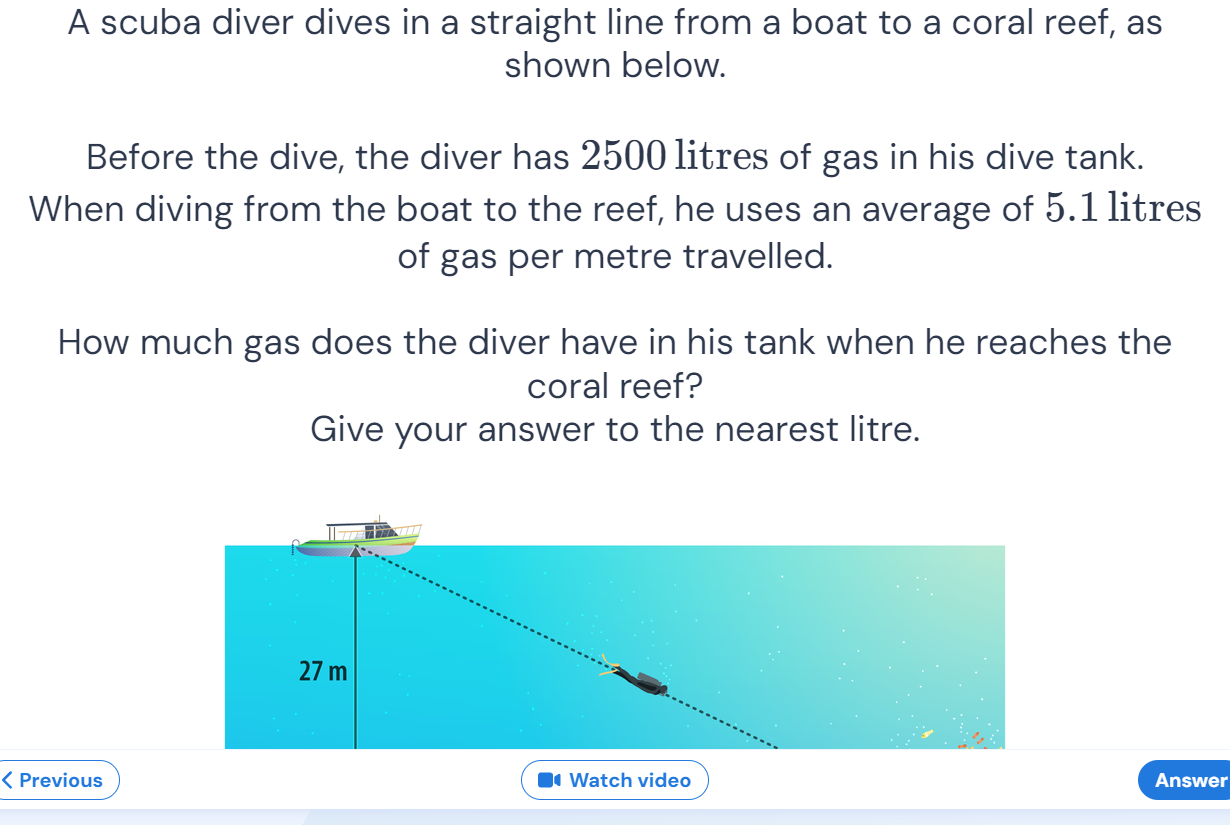 A scuba diver dives in a straight line from a boat to a coral reef, as
shown below.
Before the dive, the diver has 2500 litres of gas in his dive tank.
When diving from the boat to the reef, he uses an average of 5.1 litres
of gas per metre travelled.
How much gas does the diver have in his tank when he reaches the
coral reef?
Give your answer to the nearest litre.
27 m
Previous
Watch video
Answer